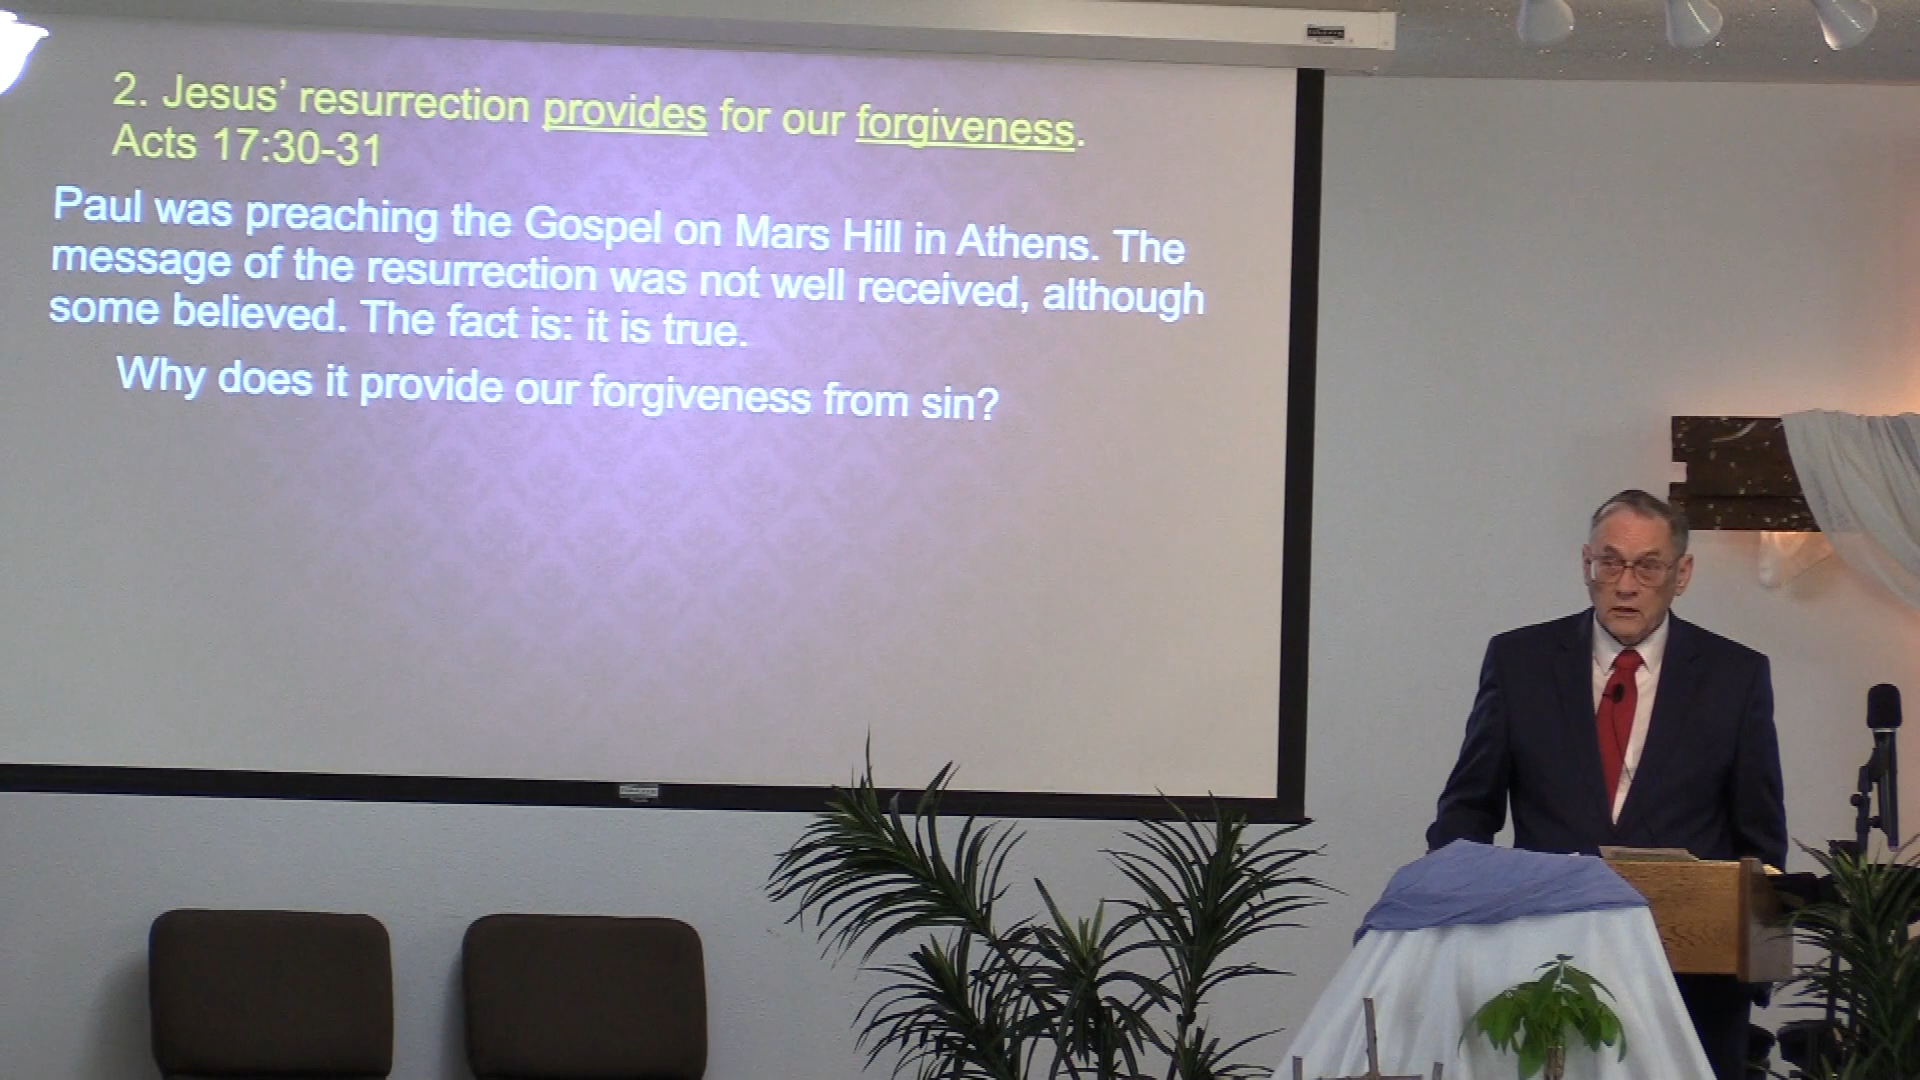 2. Jesus’ resurrection provides for our forgiveness.
Acts 17:30-31
Paul was preaching the Gospel on Mars Hill in Athens. The
message of the resurrection was not well received, although
some believed. The fact is: it is true.
Why does it provide our forgiveness from sin?